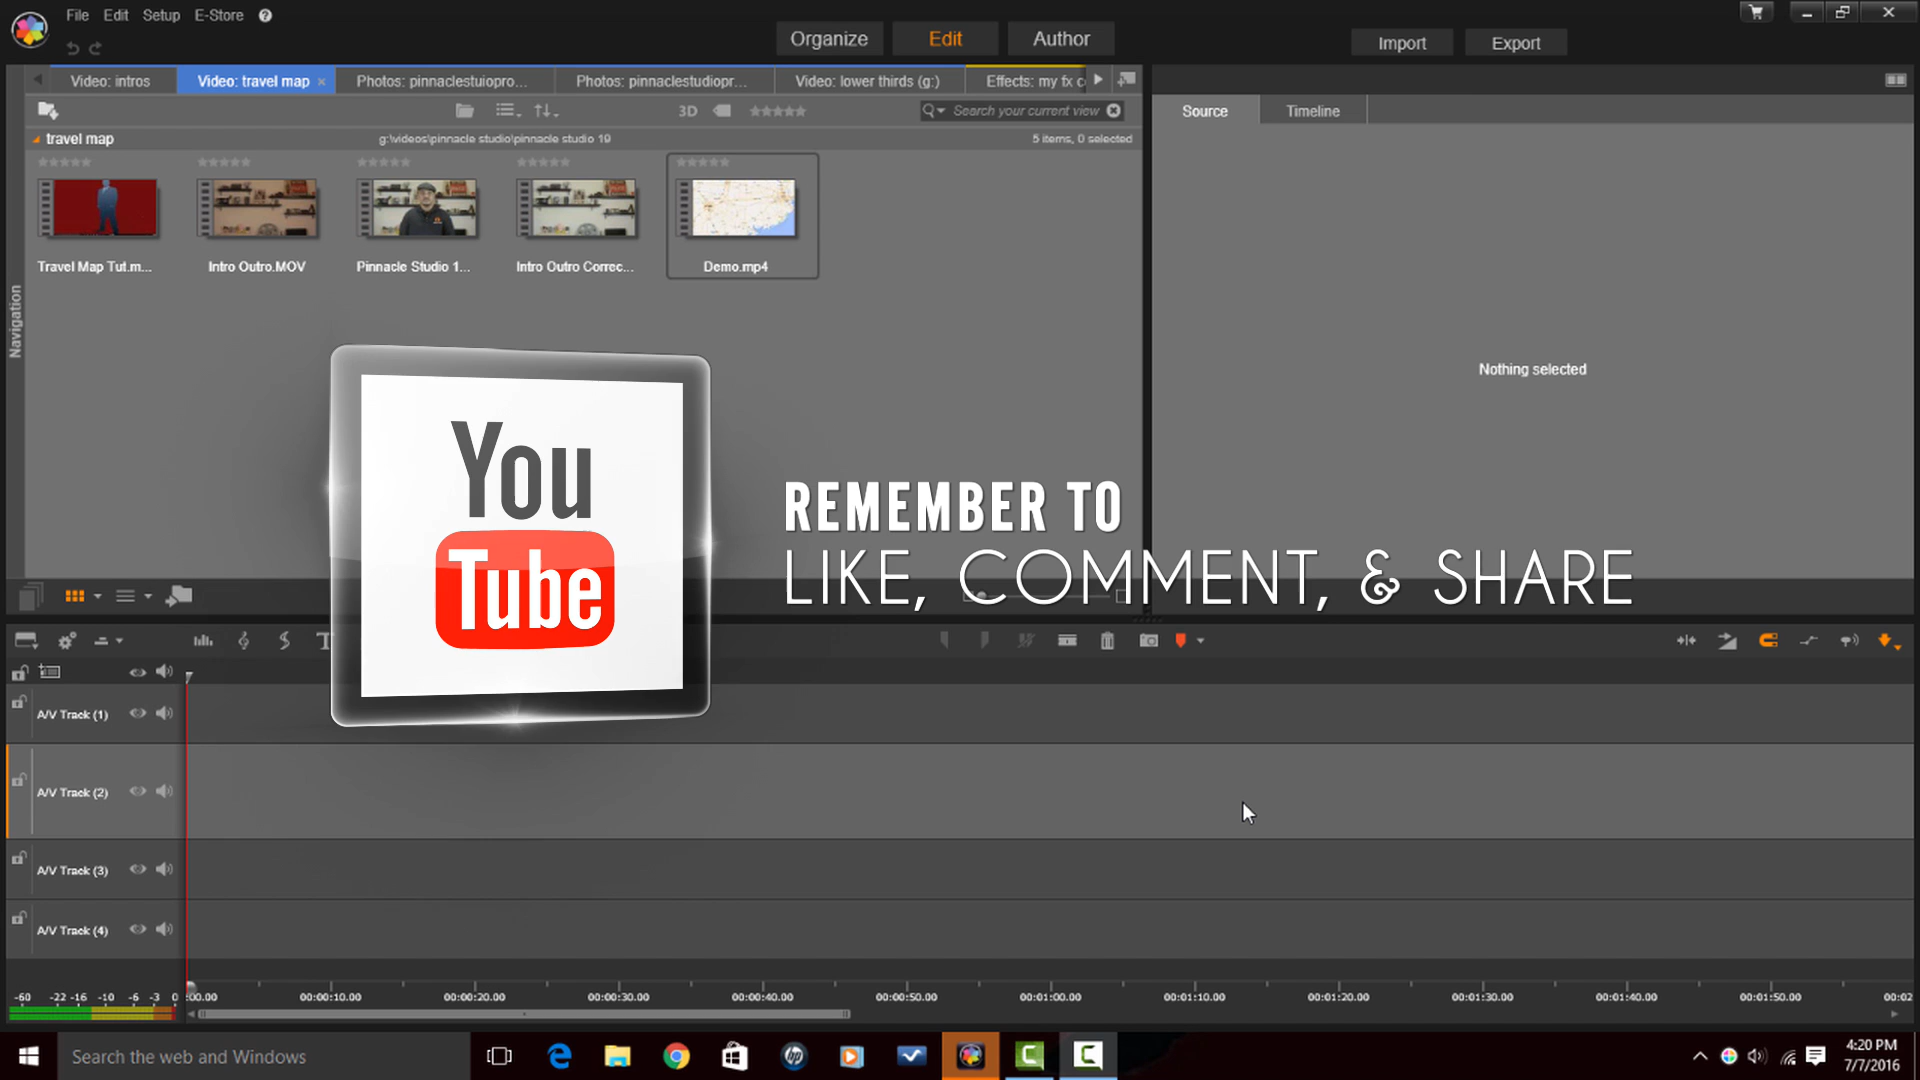 File Edit Setup E-Store ?
Organize Edit Author
Import Export
Video: intros Video: travel map × Photos: pinnaclestuiopro... Photos: pinnaclestudiopr... Video: lower thirds (g:) Effects: my fx c
3D Search your current view
Source Timeline
travel map g:\videos\pinnacle studio\pinnacle studio 19 5 items, 0 selected
Travel Map Tut.m... Intro Outro.MOV Pinnacle Studio 1... Intro Outro Correc... Demo.mp4
Navigation
Nothing selected
You
Tube
REMEMBER TO
LIKE, COMMENT, & SHARE
A/V Track (1)
A/V Track (2)
A/V Track (3)
A/V Track (4)
-60 -22 -16 -10 -6 -3 0 :00.00 00:00:10.00 00:00:20.00 00:00:30.00 00:00:40.00 00:00:50.00 00:01:00.00 00:01:10.00 00:01:20.00 00:01:30.00 00:01:40.00 00:01:50.00 00:02
Search the web and Windows
hp
4:20 PM
7/7/2016